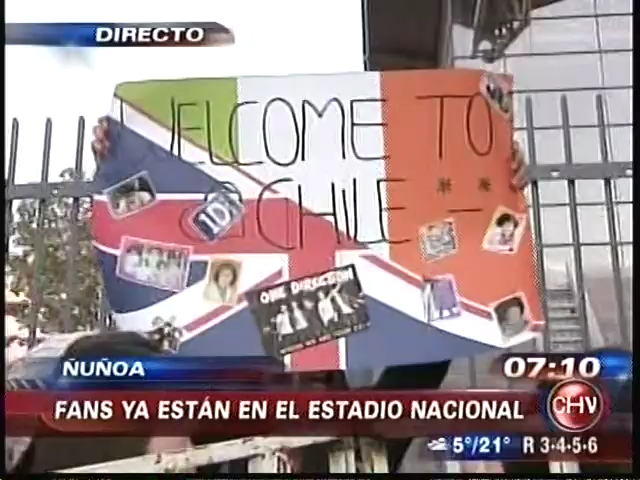 DIRECTO
WELCOME TO
CHILE
1D
ONE DIRECTION
ÑUÑOA
07:10
FANS YA ESTÁN EN EL ESTADIO NACIONAL
CHV
5°/21° R 3-4-5-6